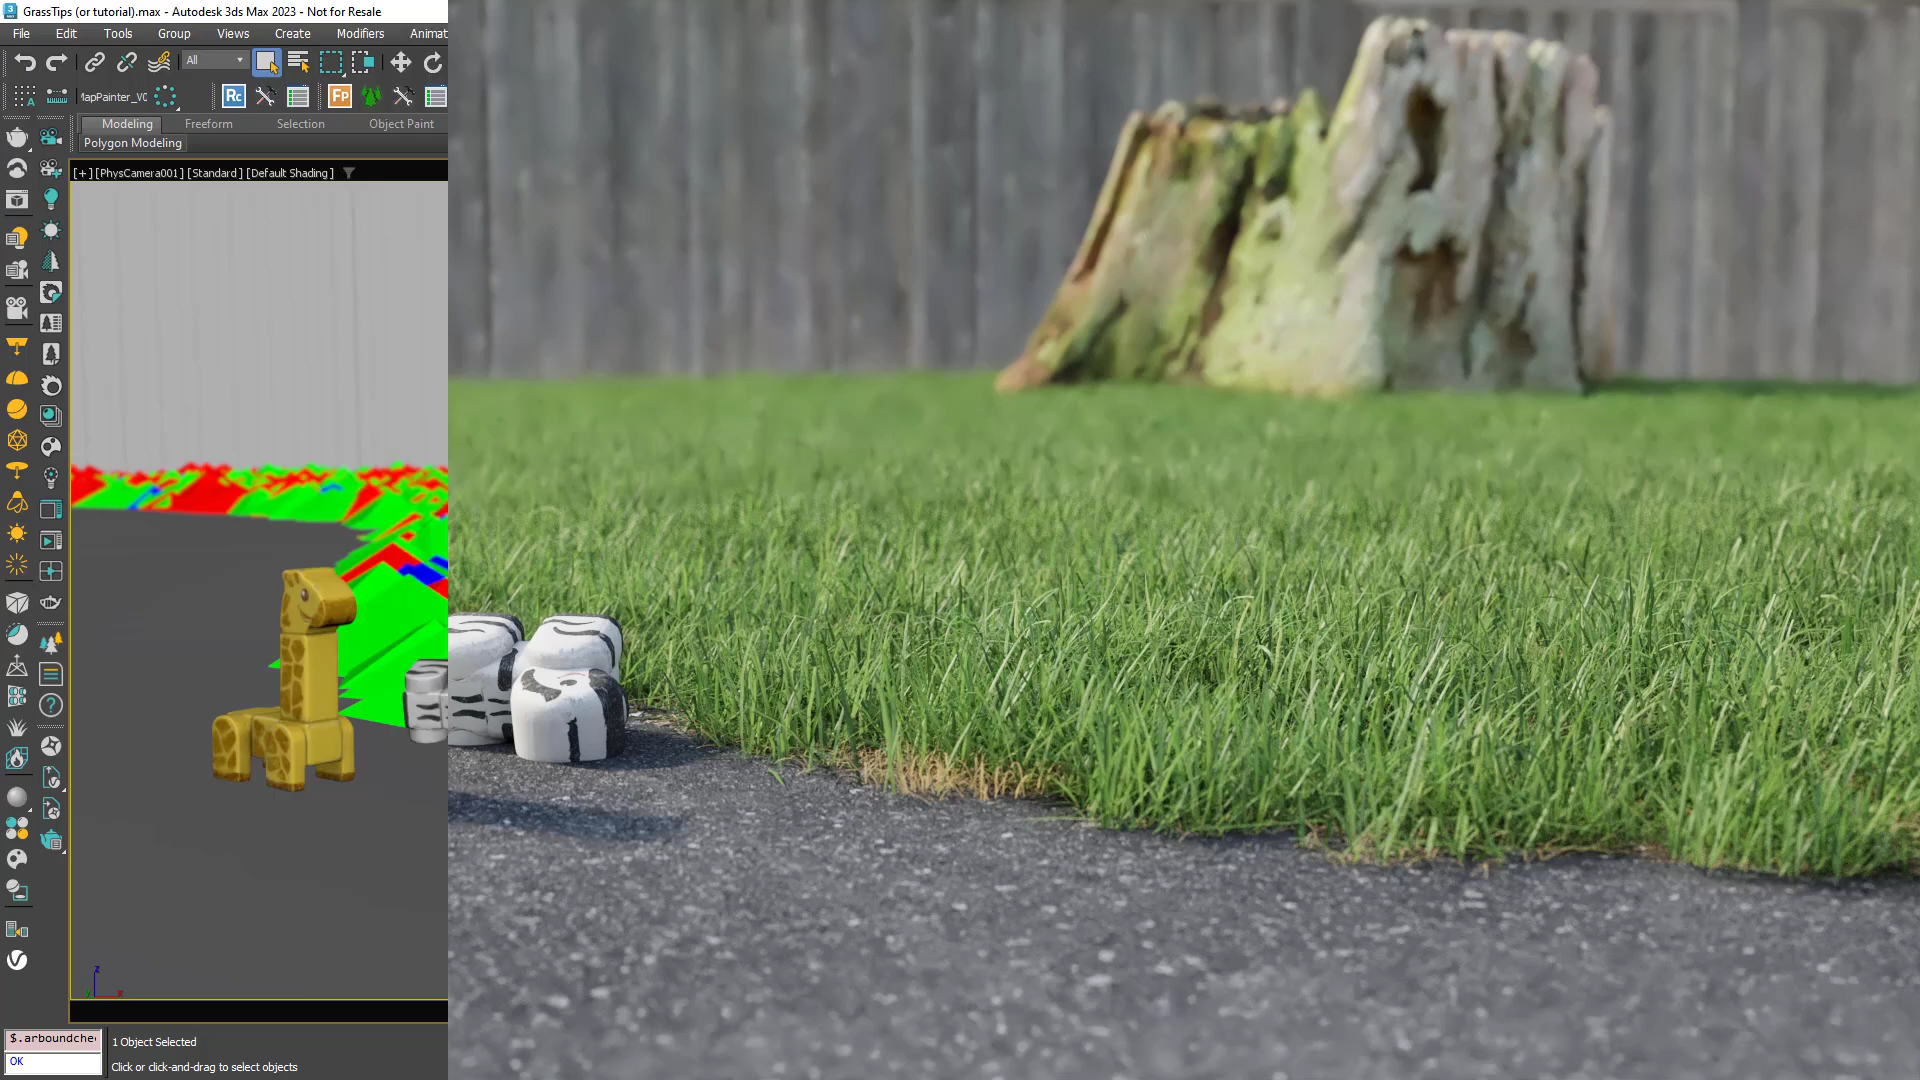 GrassTips (or tutorial).max - Autodesk 3ds Max 2023 - Not for Resale
File Edit Tools Group Views Create Modifiers Animat
All
MapPainter_V0
Rc Fp
Modeling Freeform Selection Object Paint
Polygon Modeling
[+] [PhysCamera001] [Standard] [Default Shading]
z
y x
$.arboundche
OK
1 Object Selected
Click or click-and-drag to select objects